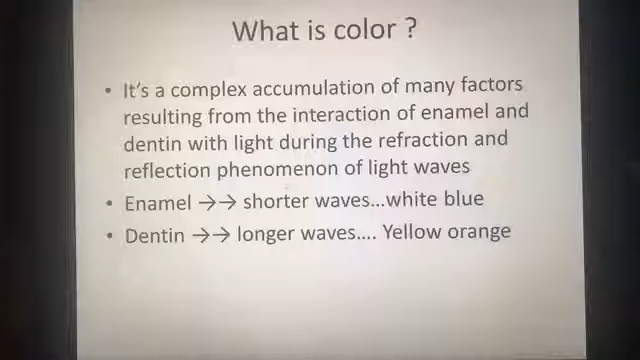 What is color ?
• It's a complex accumulation of many factors
resulting from the interaction of enamel and
dentin with light during the refraction and
reflection phenomenon of light waves
• Enamel →→ shorter waves...white blue
• Dentin →→ longer waves.... Yellow orange